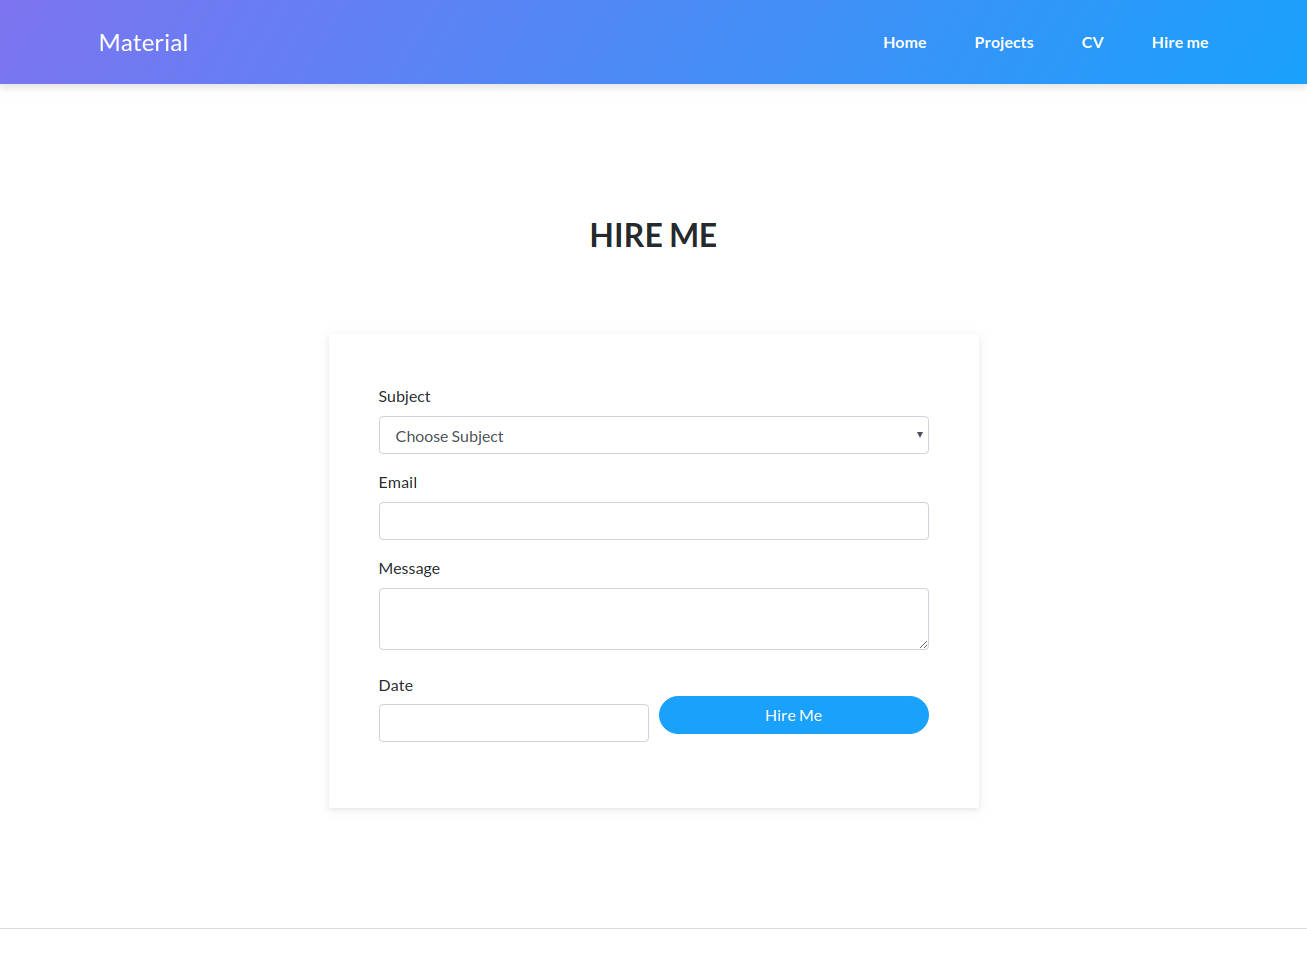 Material Home Projects CV Hire me
HIRE ME
Subject
Choose Subject
Email
Message
Date
Hire Me